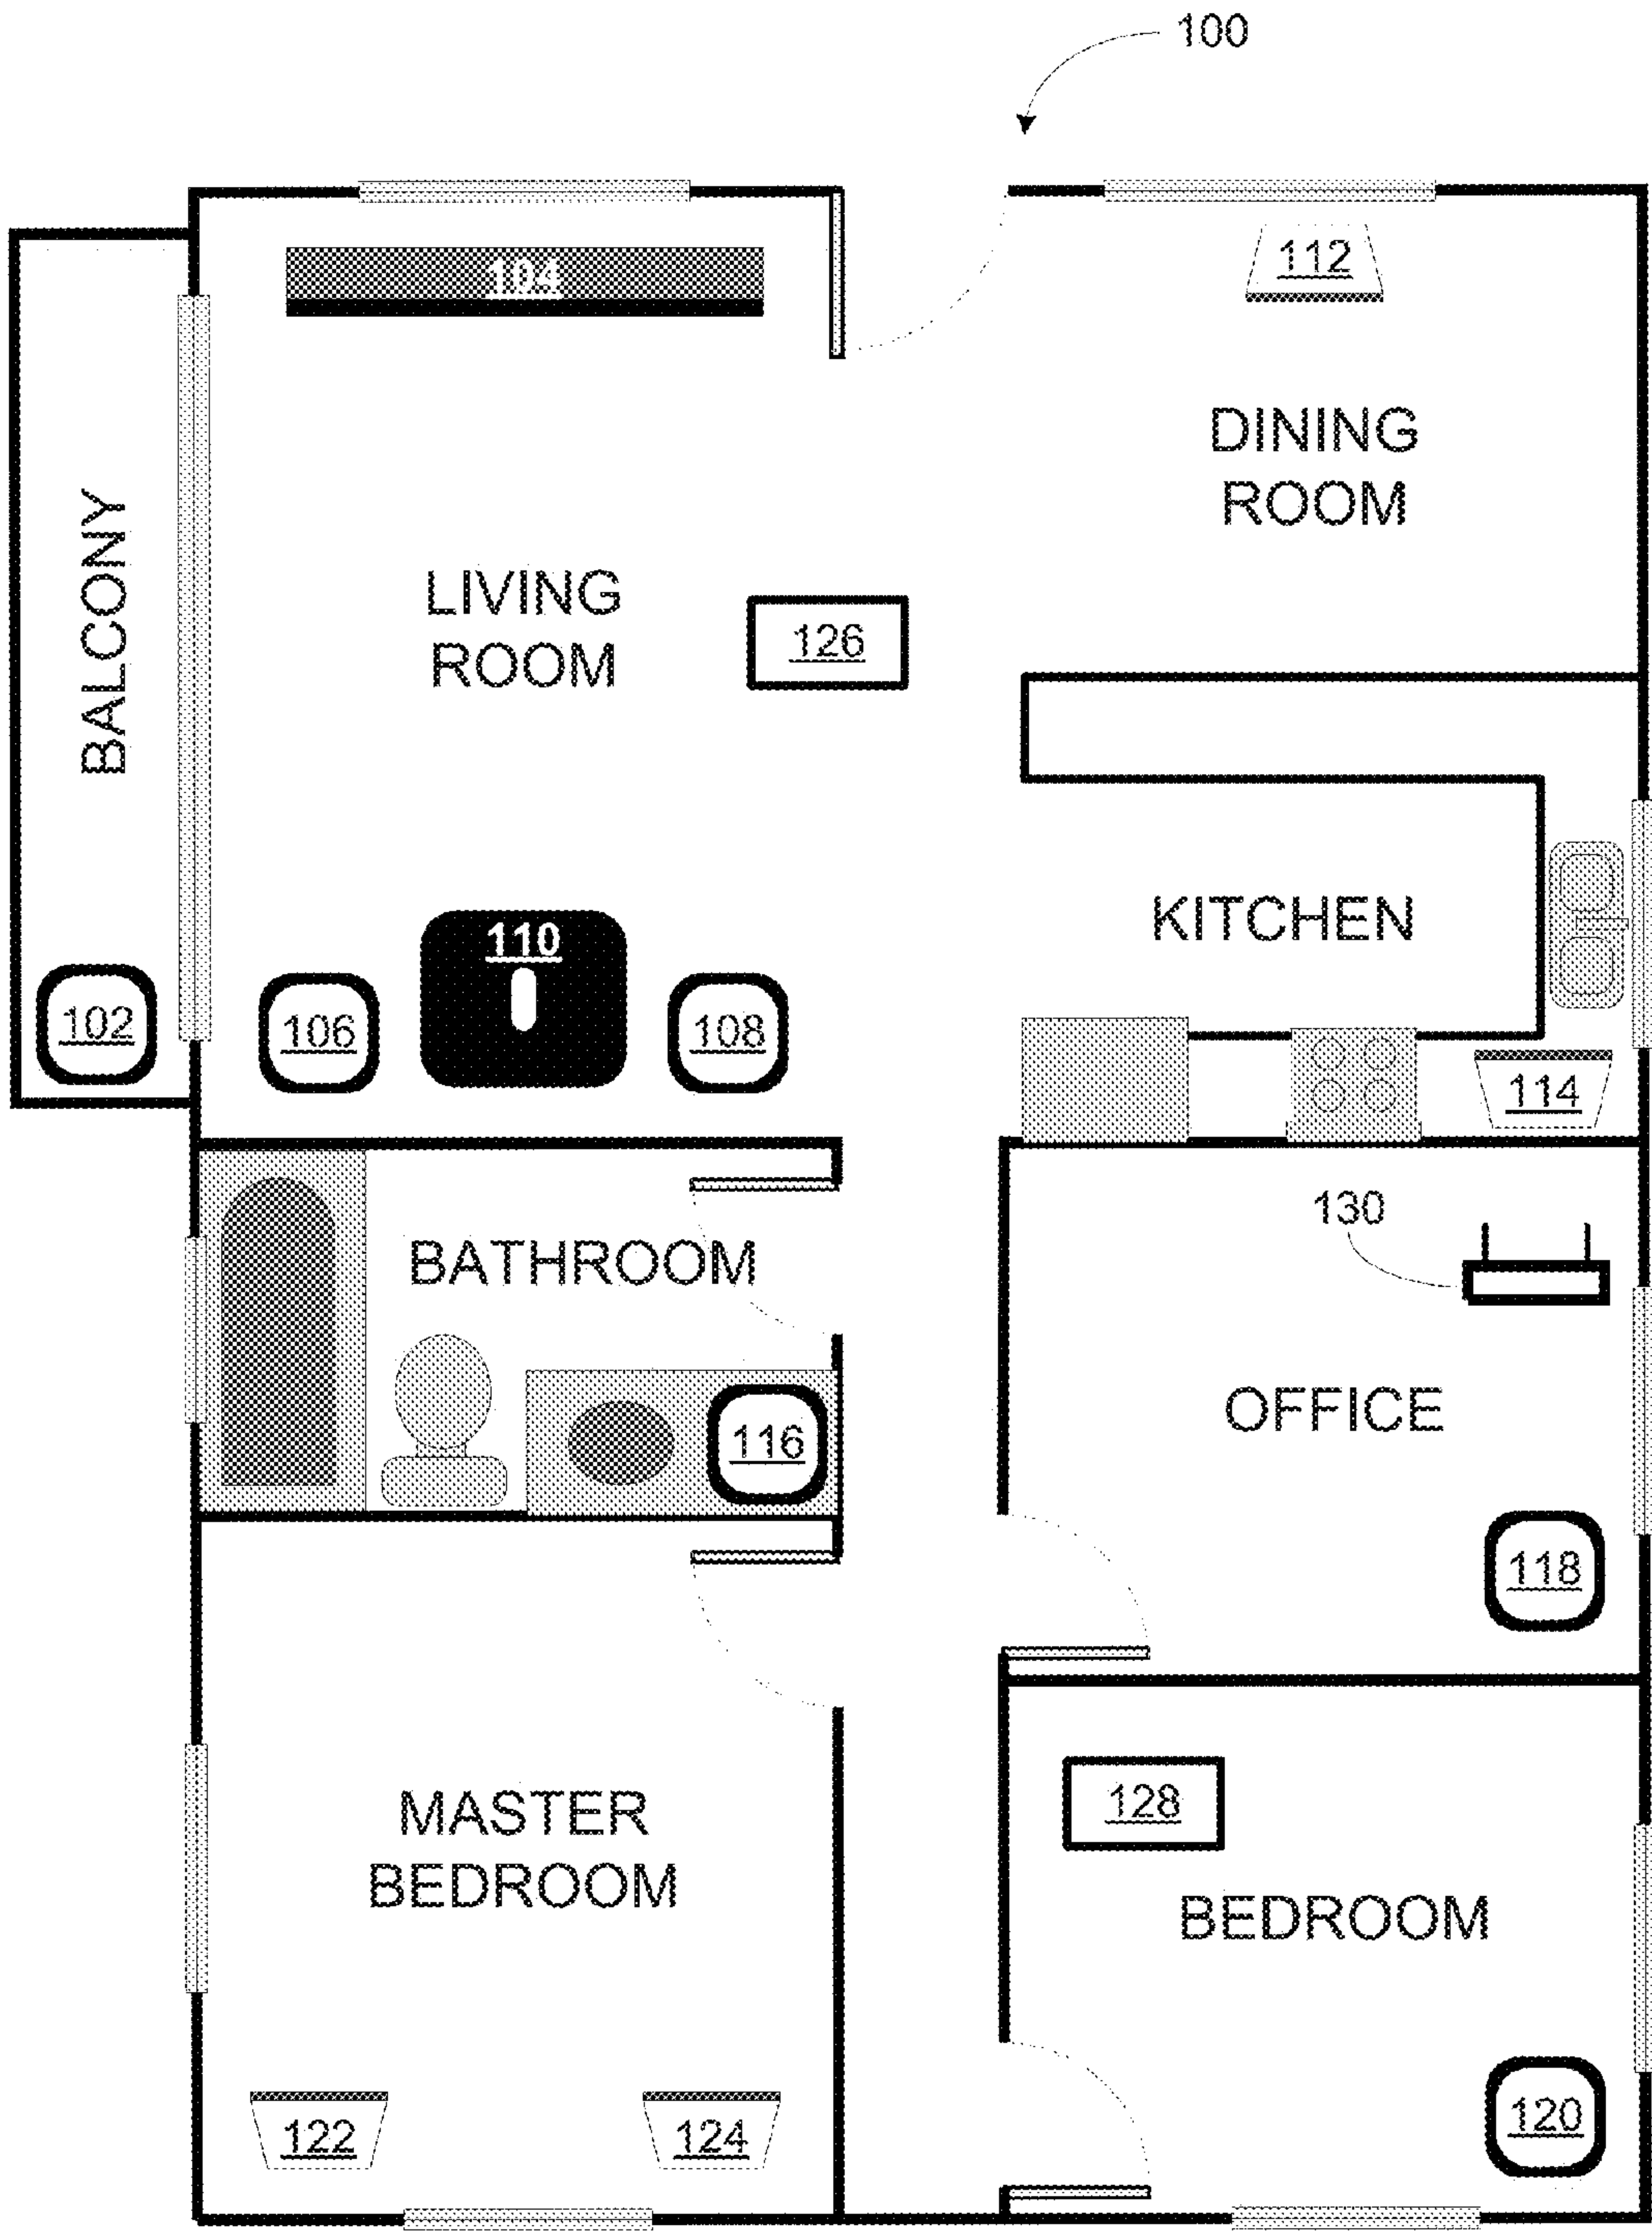 100
104
112
DINING
ROOM
BALCONY
LIVING
ROOM
126
KITCHEN
110
102
106
108
114
130
BATHROOM
OFFICE
116
118
MASTER
BEDROOM
128
BEDROOM
122
124
120